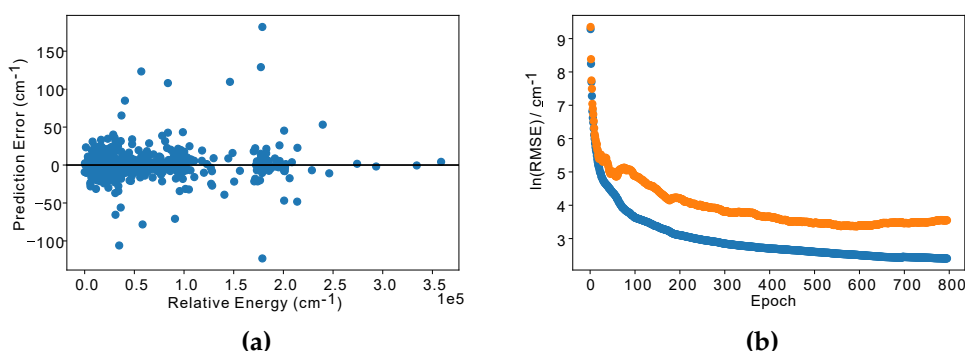 Prediction Error (cm⁻¹)
150
100
50
0
−50
−100
0.0 0.5 1.0 1.5 2.0 2.5 3.0 3.5
1e5
Relative Energy (cm⁻¹)
(a)
ln(RMSE) / cm⁻¹
9
8
7
6
5
4
3
0 100 200 300 400 500 600 700 800
Epoch
(b)